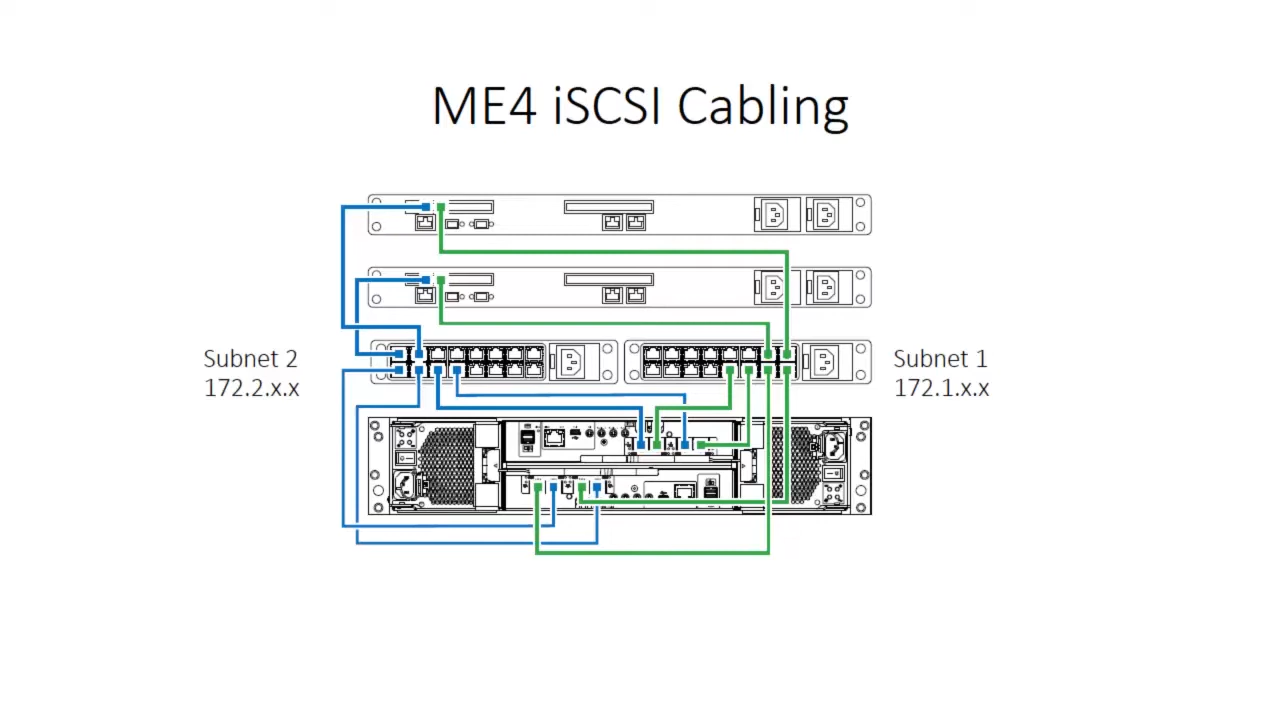 ME4 iSCSI Cabling
Subnet 2
172.2.x.x
Subnet 1
172.1.x.x